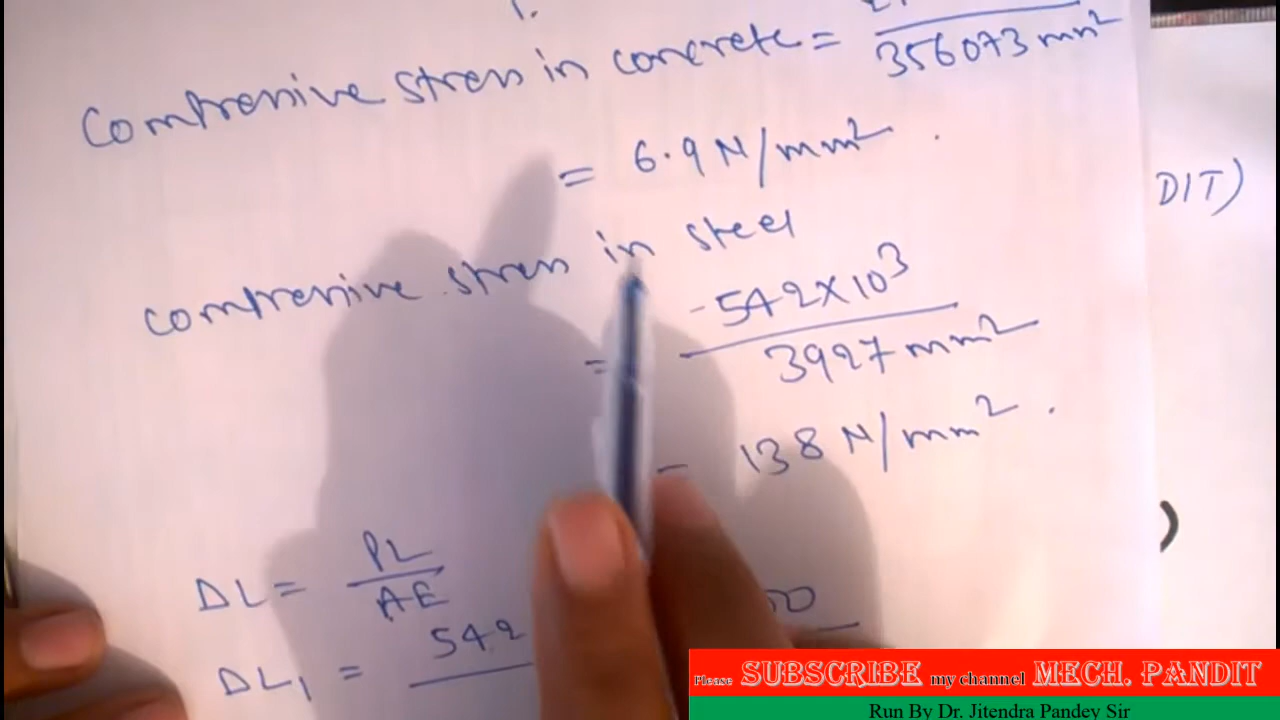 1.
Compressive stress in concrete =
356073 mm²
= 6.9 N/mm² .
DIT)
compressive stress in steel
= -542×10³
3927 mm²
- 138 N/mm² .
)
ΔL = PL
AE
ΔL₁ = 542
Please SUBSCRIBE my channel MECH. PANDIT
Run By Dr. Jitendra Pandey Sir